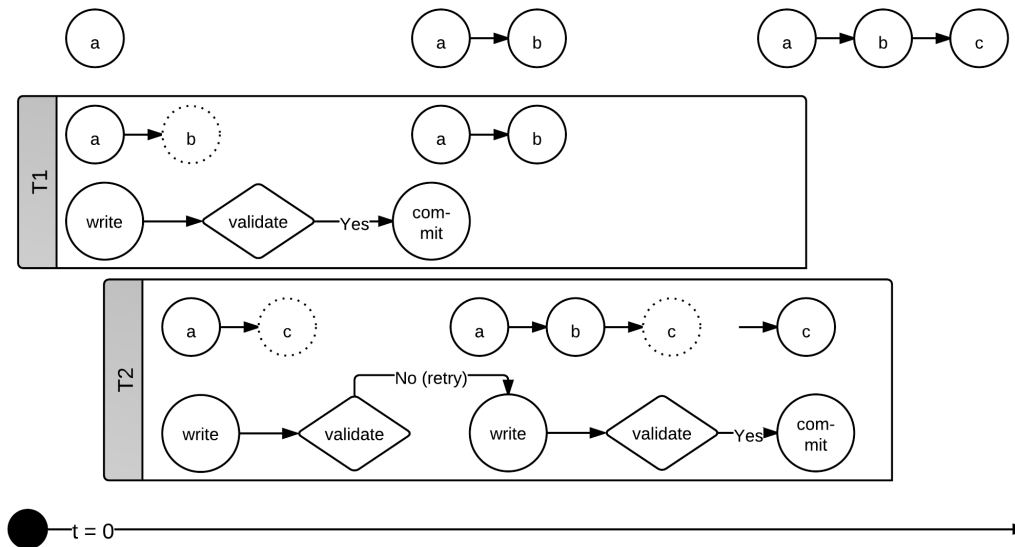 a
a b
a b c
T1
a b
a b
write
validate
Yes
com-
mit
T2
a c
a b c
c
No (retry)
write
validate
write
validate
Yes
com-
mit
t = 0